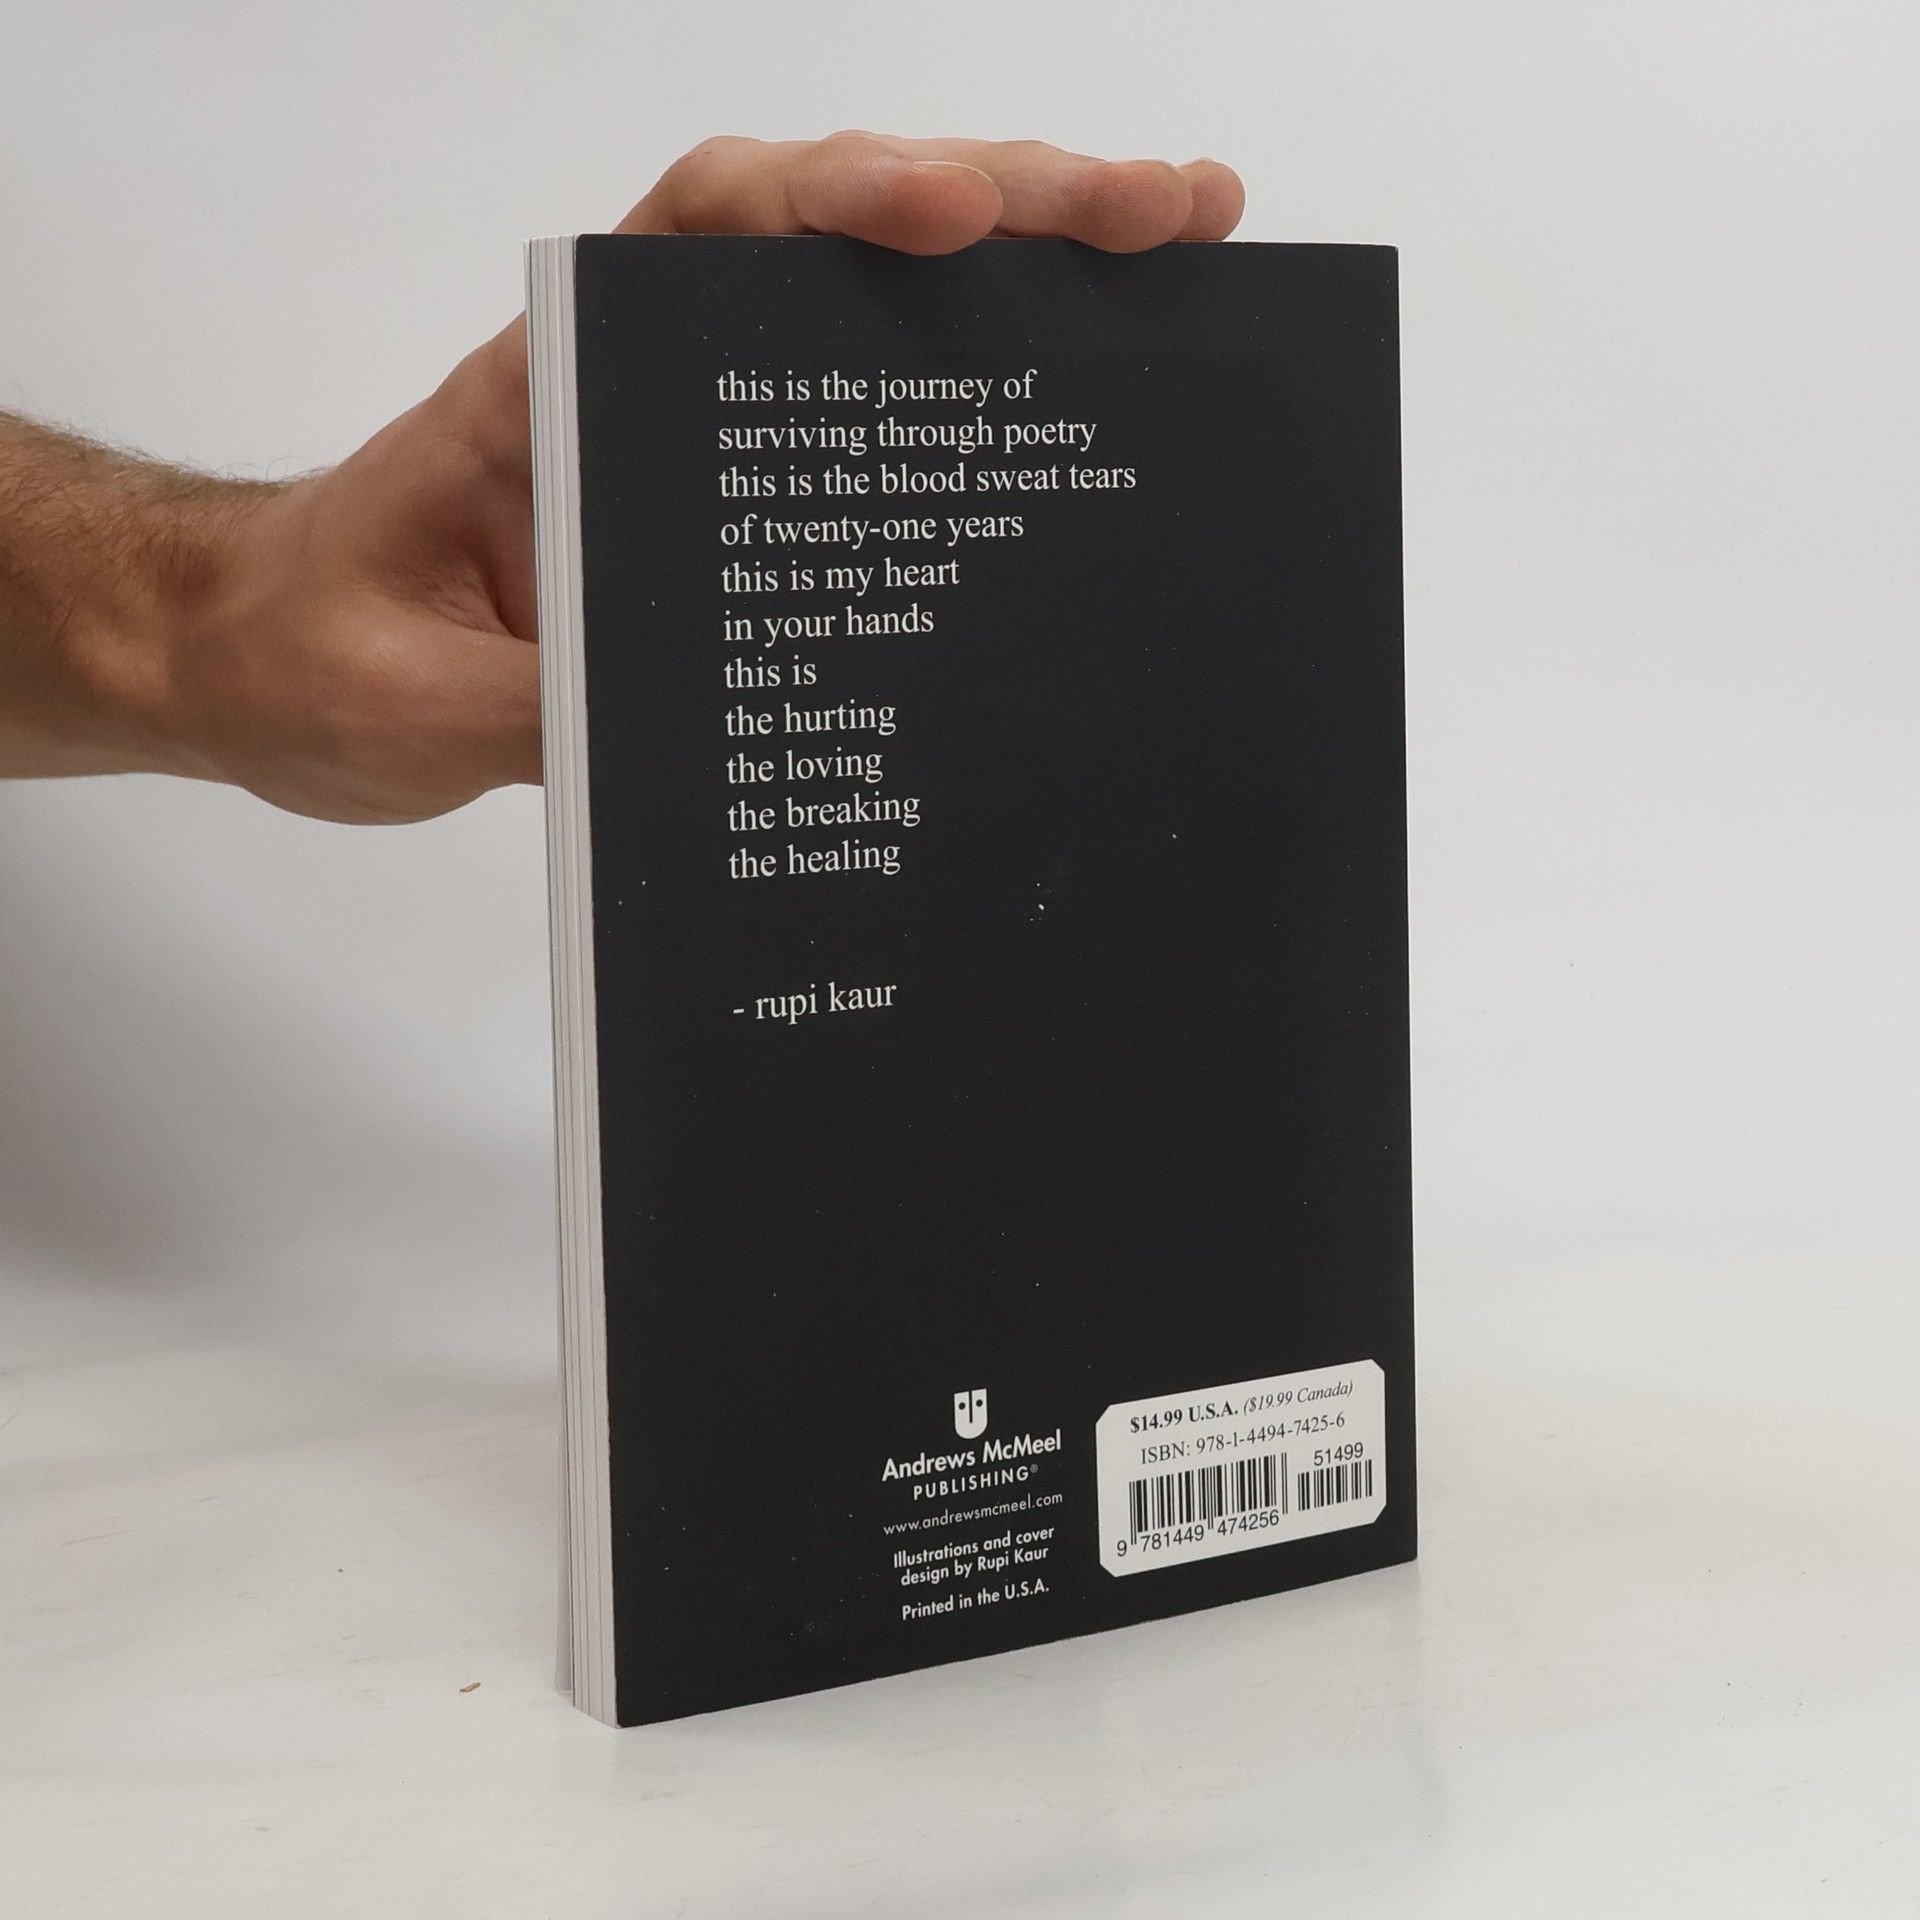 this is the journey of
surviving through poetry
this is the blood sweat tears
of twenty-one years
this is my heart
in your hands
this is
the hurting
the loving
the breaking
the healing
- rupi kaur
Andrews McMeel
PUBLISHING®
www.andrewsmcmeel.com
Illustrations and cover
design by Rupi Kaur
Printed in the U.S.A.
$14.99 U.S.A. ($19.99 Canada)
ISBN: 978-1-4494-7425-6
51499
9 781449 474256